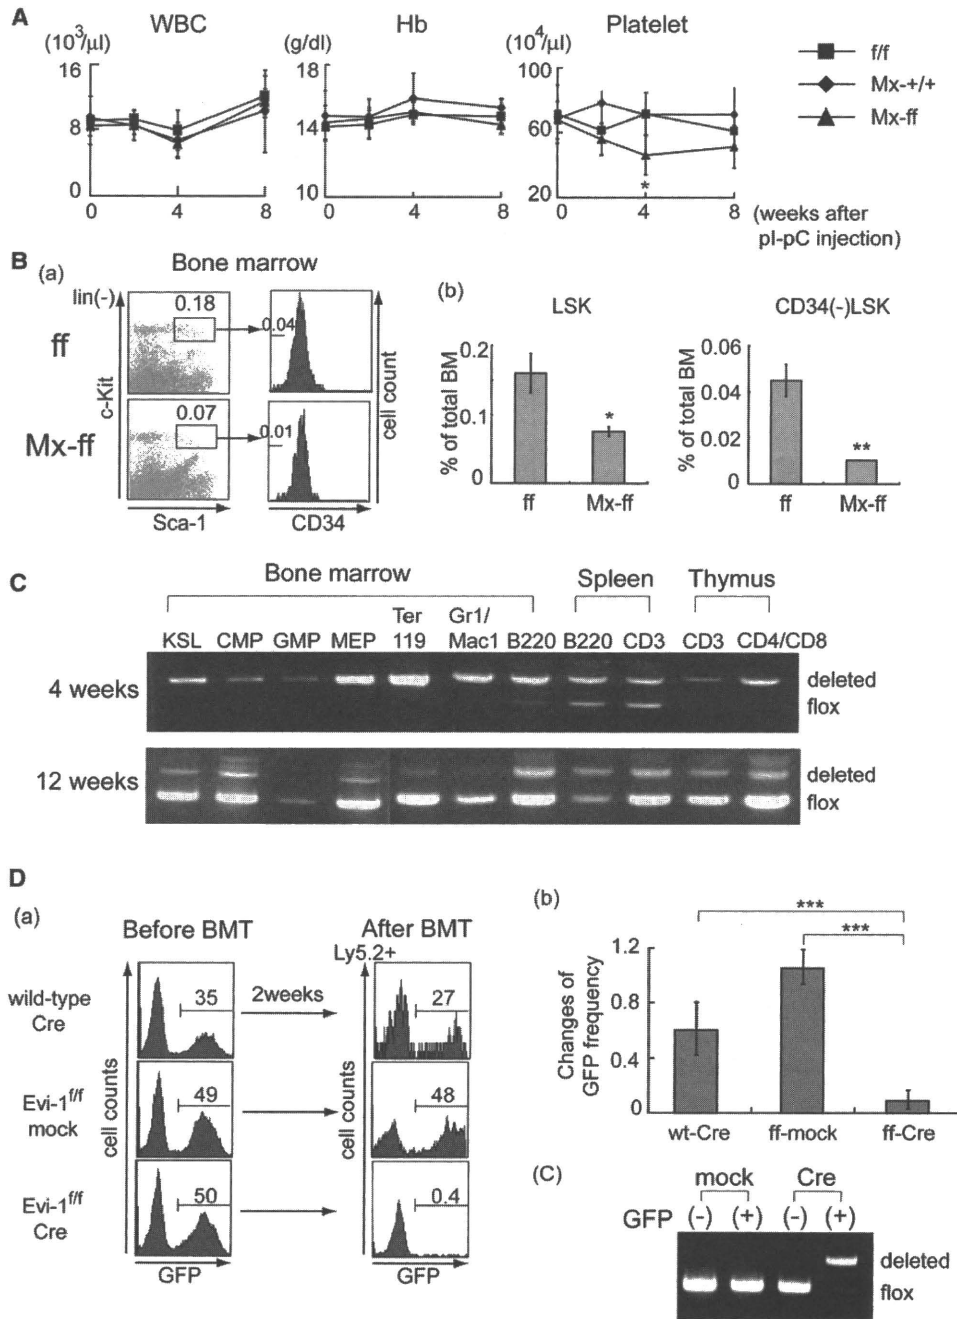 A
WBC
Hb
Platelet
(10³/μl)
(g/dl)
(10⁴/μl)
16
8
0
18
14
10
100
60
20
0 4 8
0 4 8
0 4 8
*
f/f
Mx-+/+
Mx-ff
(weeks after
pI-pC injection)
B
(a)
Bone marrow
lin(-)
0.18
0.04
ff
0.07
0.01
Mx-ff
c-Kit
cell count
Sca-1
CD34
(b)
LSK
% of total BM
0.2
0.1
0
*
ff Mx-ff
CD34(-)LSK
% of total BM
0.06
0.04
0.02
0
**
ff Mx-ff
C
Bone marrow
Spleen
Thymus
KSL CMP GMP MEP Ter 119 Gr1/Mac1 B220 B220 CD3 CD3 CD4/CD8
4 weeks
deleted
flox
12 weeks
deleted
flox
D
(a)
Before BMT
After BMT
Ly5.2+
wild-type
Cre
35
2weeks
27
Evi-1f/f
mock
49
48
Evi-1f/f
Cre
50
0.4
cell counts
cell counts
GFP
GFP
(b)
***
***
Changes of
GFP frequency
1.2
0.8
0.4
0
wt-Cre ff-mock ff-Cre
(C)
mock Cre
GFP (-) (+) (-) (+)
deleted
flox